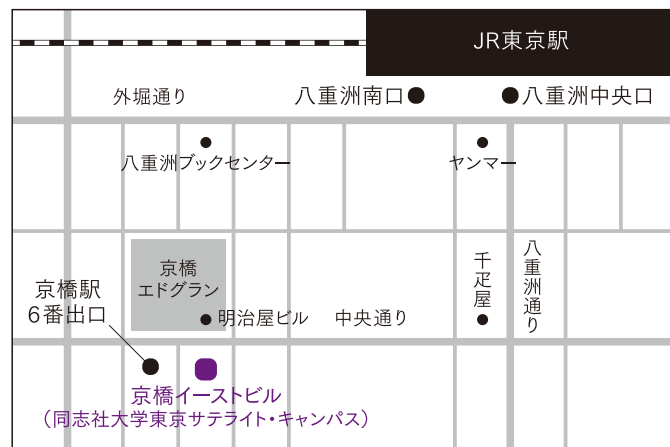 JR東京駅
外堀通り
八重洲南口
八重洲中央口
八重洲ブックセンター
ヤンマー
京橋
エドグラン
千疋屋
八重洲通り
京橋駅
6番出口
明治屋ビル
中央通り
京橋イーストビル
（同志社大学東京サテライト・キャンパス）